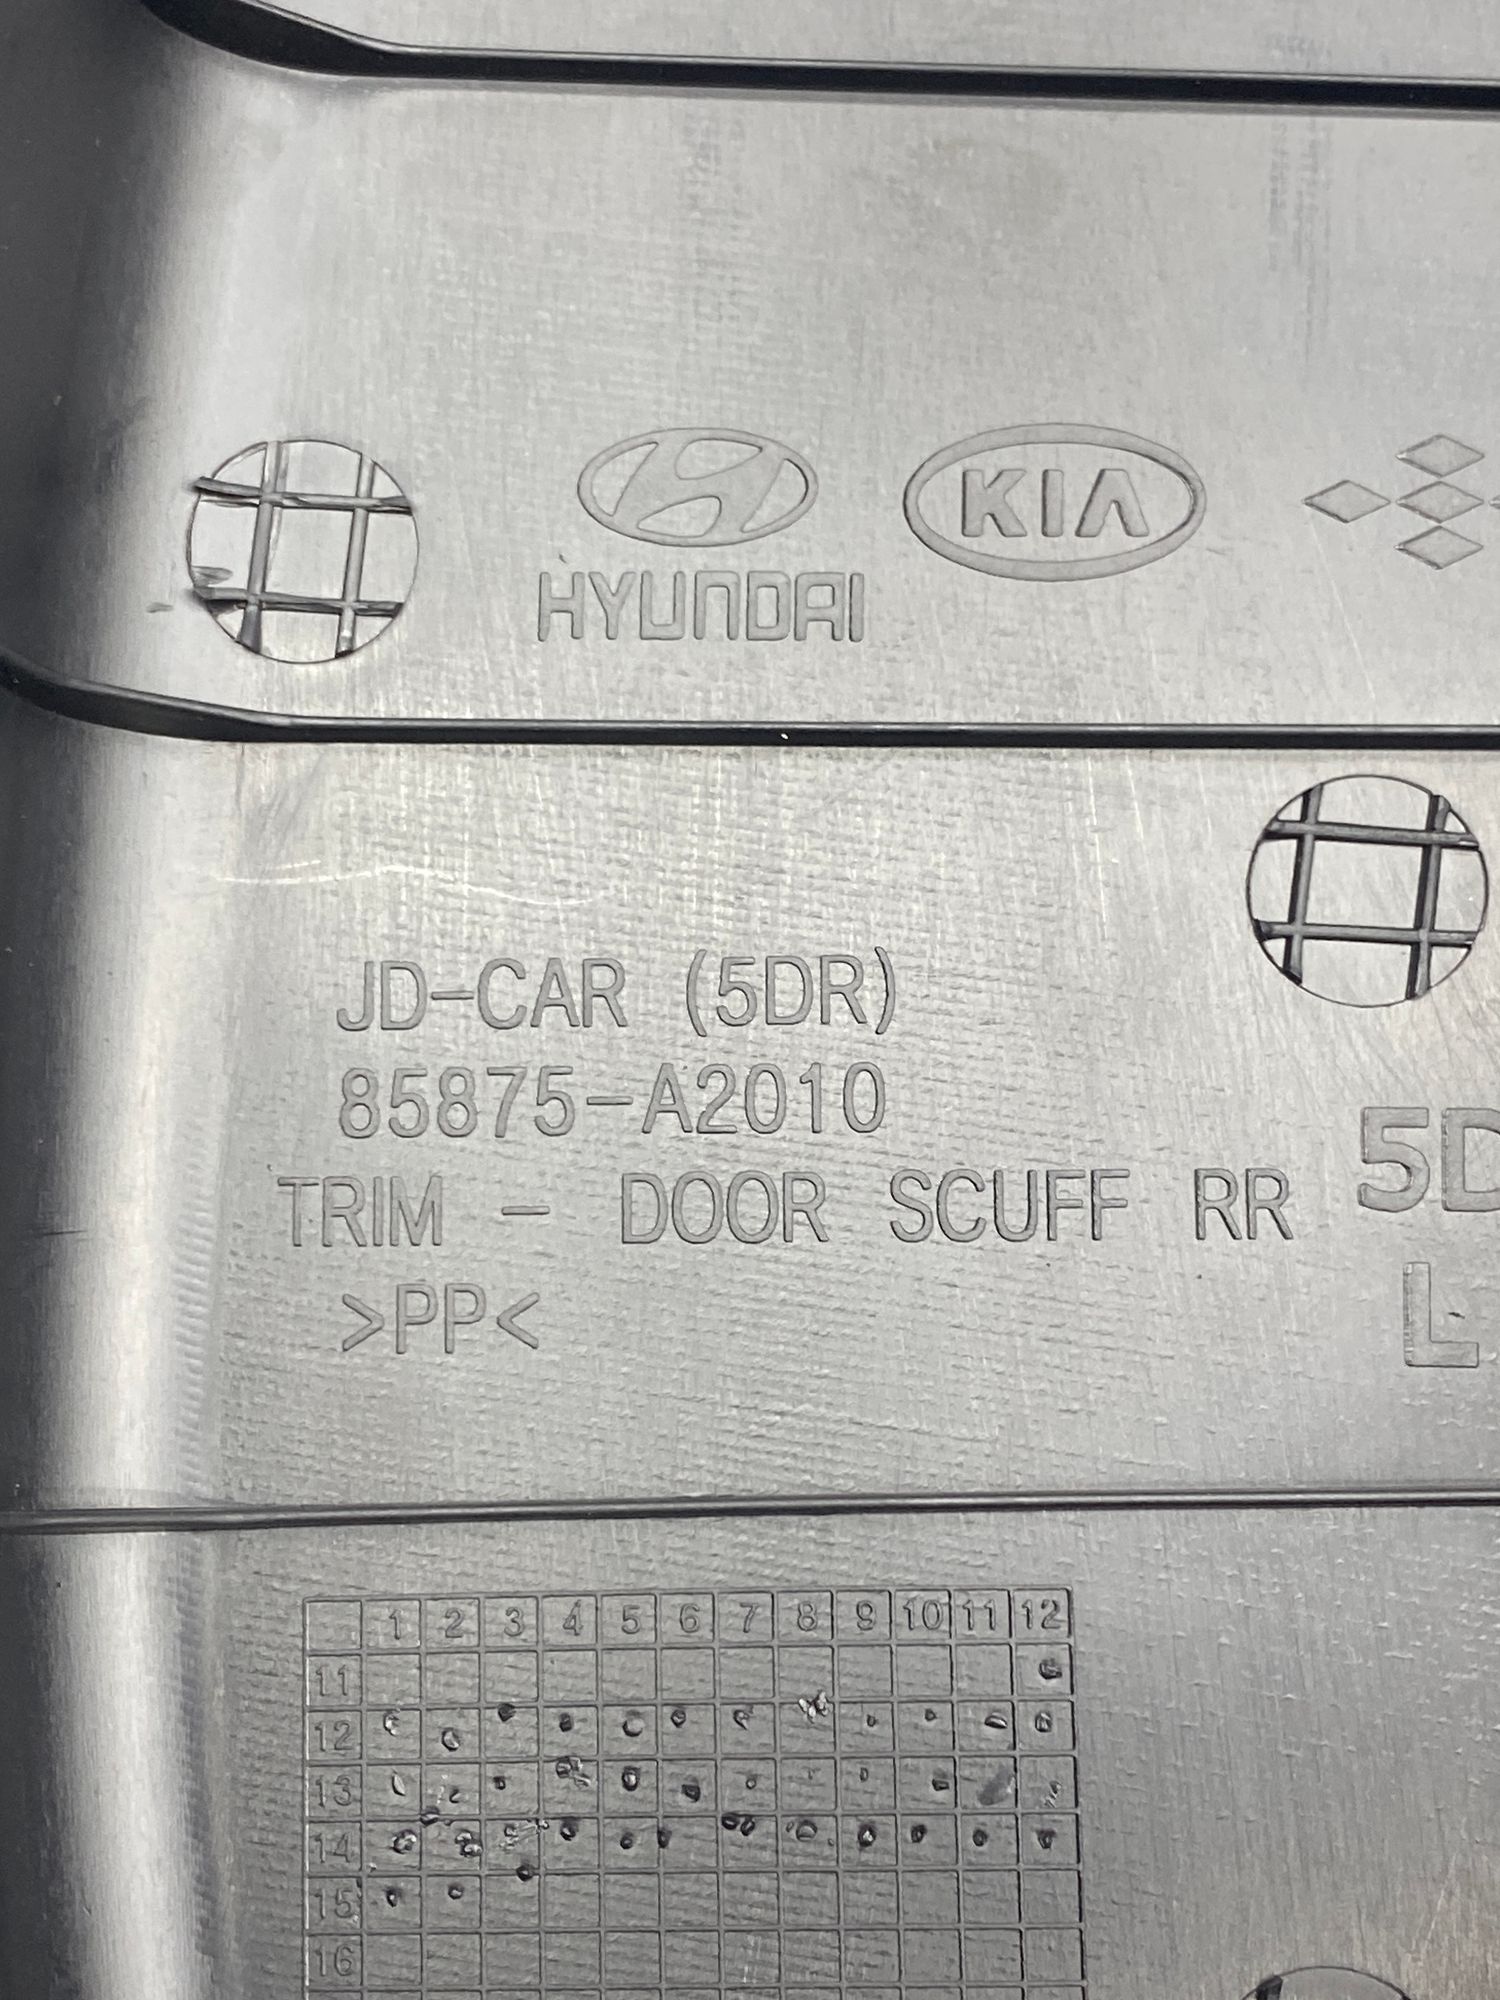 KIA
HYUNDAI
JD-CAR (5DR)
85875-A2010
TRIM - DOOR SCUFF RR
>PP<
5D
L
1 2 3 4 5 6 7 8 9 10 11 12
11
12
13
14
15
16